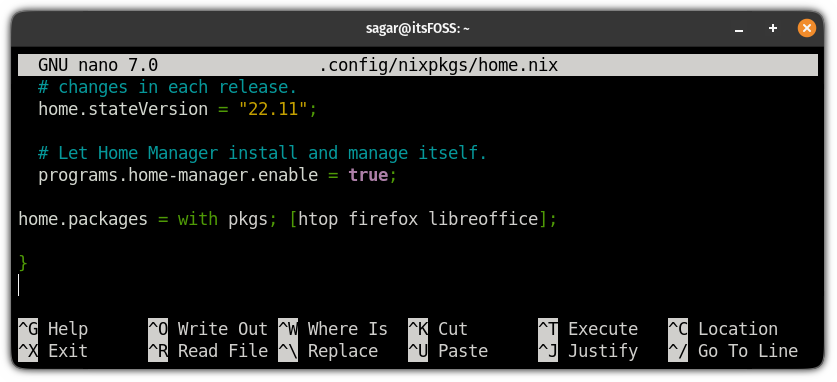 sagar@itsFOSS: ~
GNU nano 7.0 .config/nixpkgs/home.nix
# changes in each release.
home.stateVersion = "22.11";
# Let Home Manager install and manage itself.
programs.home-manager.enable = true;
home.packages = with pkgs; [htop firefox libreoffice];
}
^G Help ^O Write Out ^W Where Is ^K Cut ^T Execute ^C Location
^X Exit ^R Read File ^\ Replace ^U Paste ^J Justify ^/ Go To Line